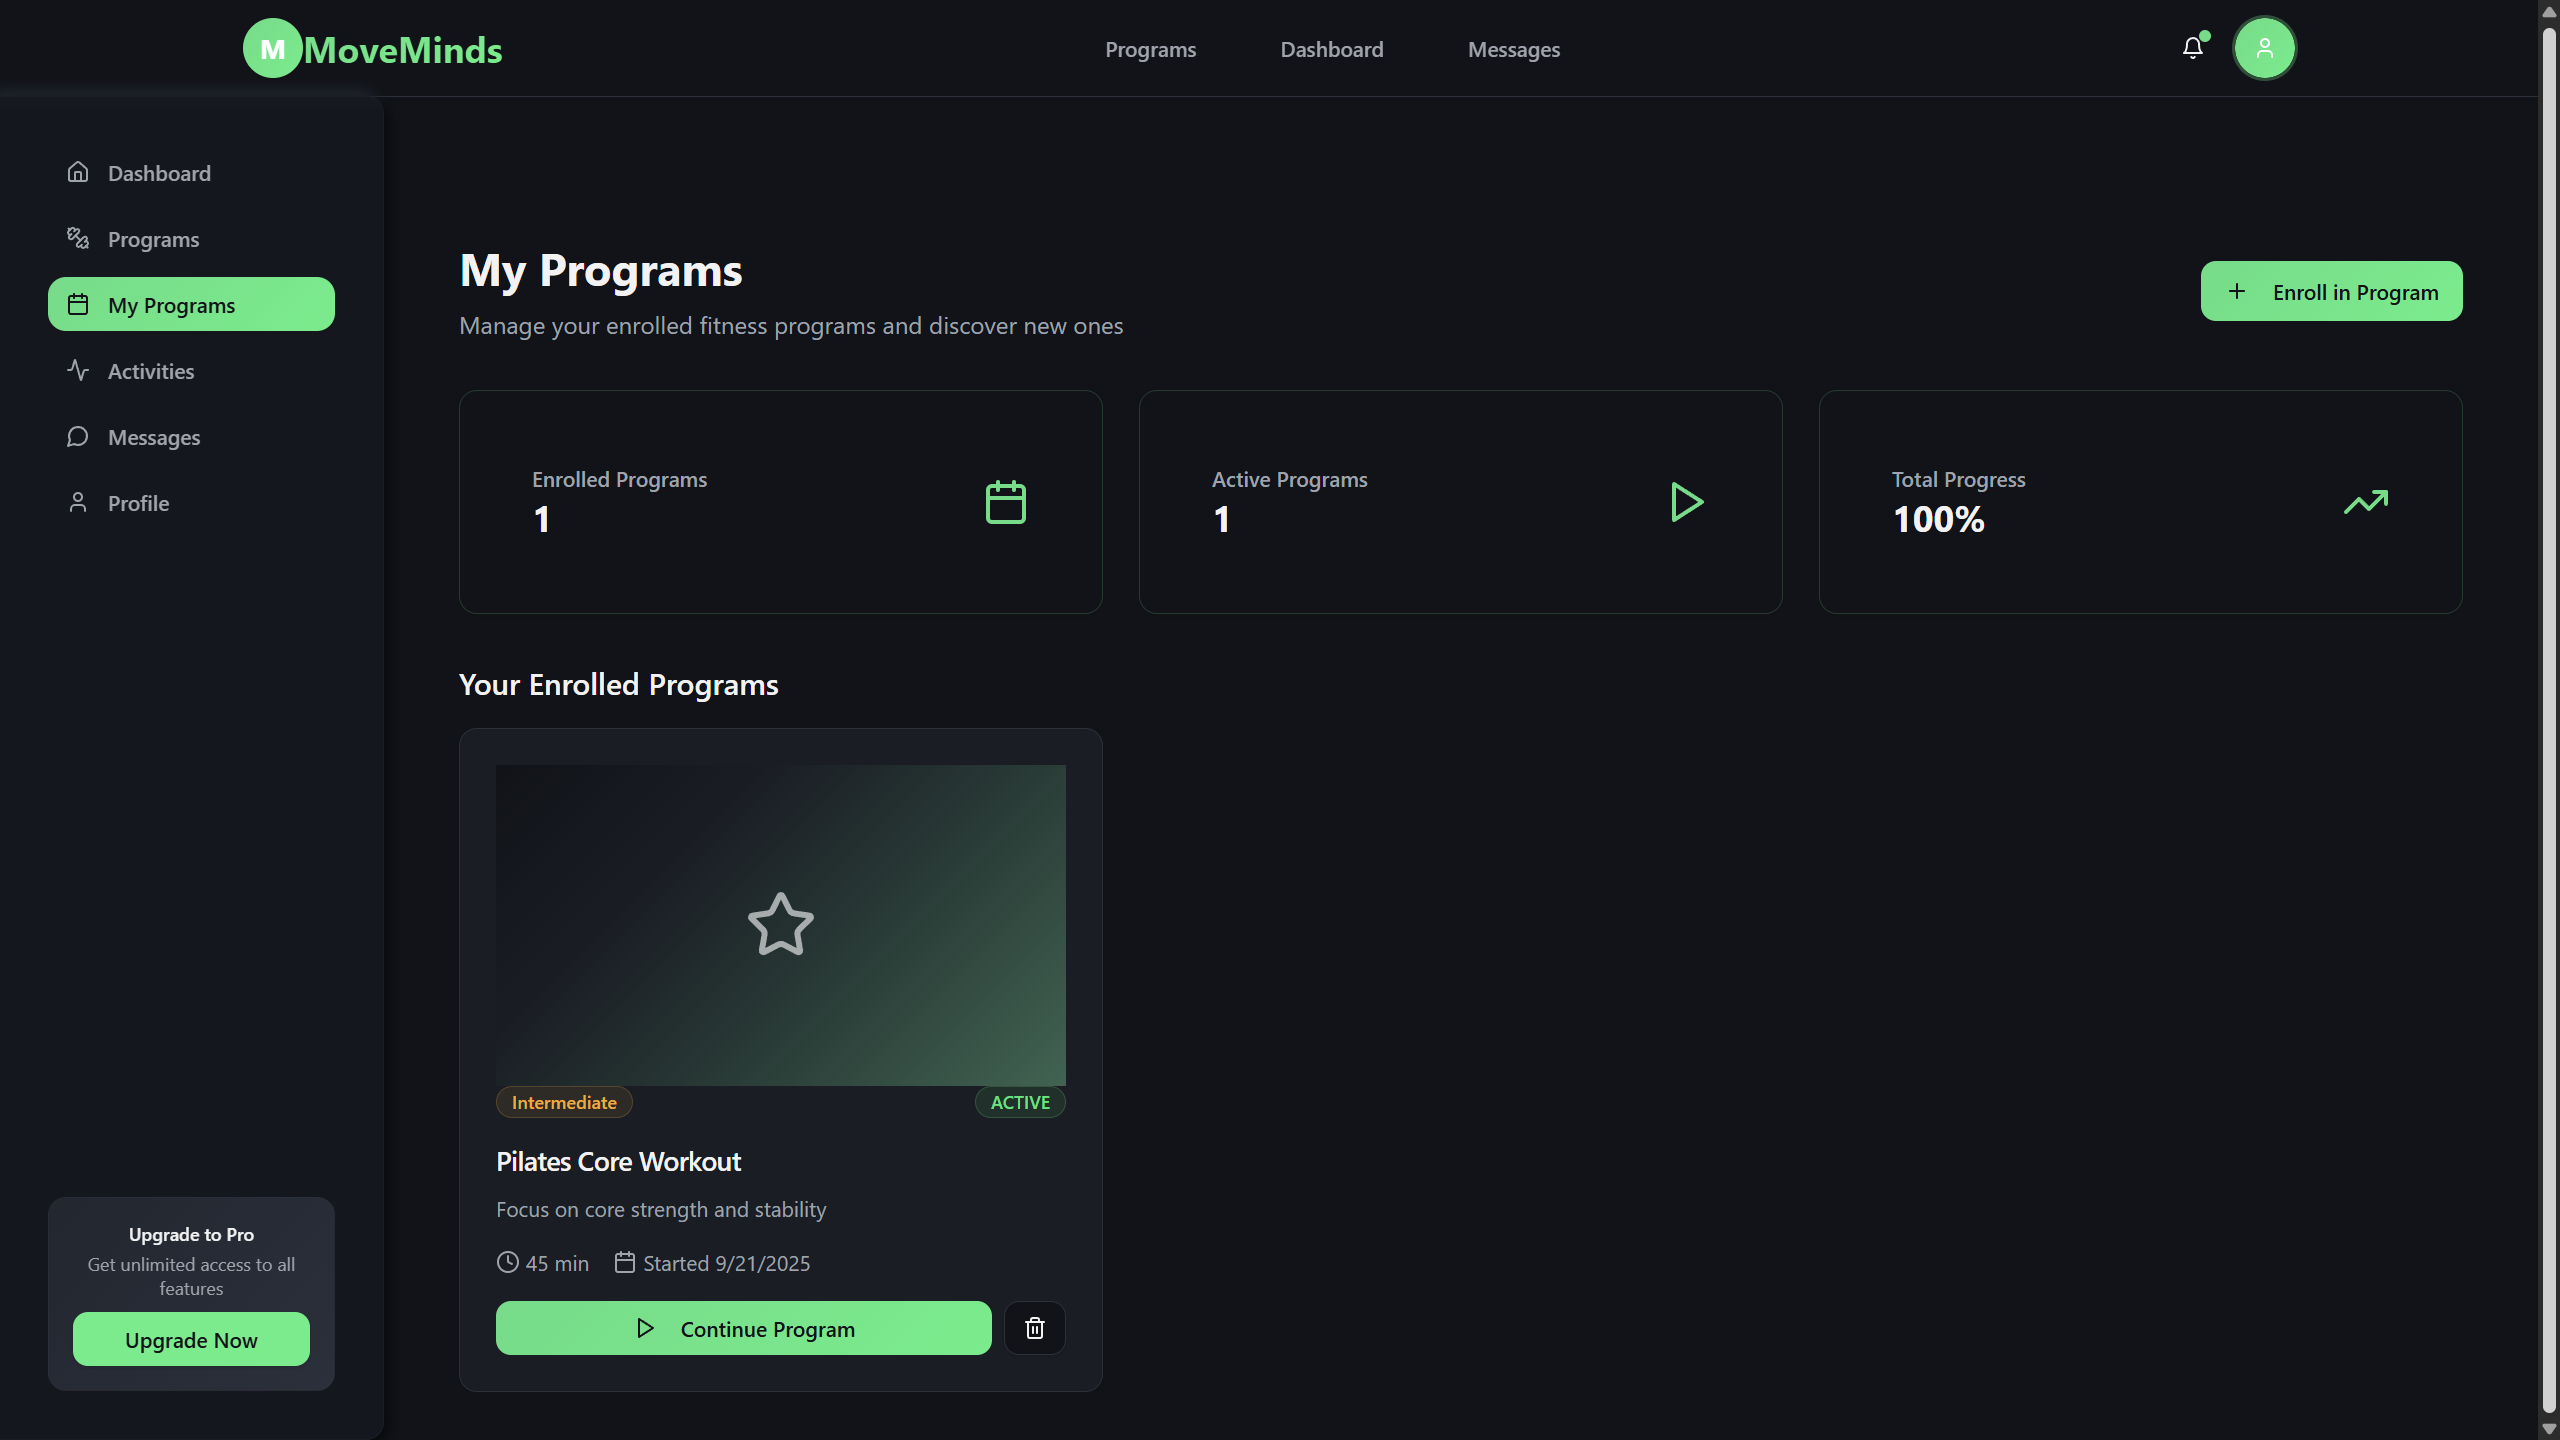 M MoveMinds
Programs
Dashboard
Messages
Dashboard
Programs
My Programs
Activities
Messages
Profile
Upgrade to Pro
Get unlimited access to all
features
Upgrade Now
My Programs
Manage your enrolled fitness programs and discover new ones
Enroll in Program
Enrolled Programs
1
Active Programs
1
Total Progress
100%
Your Enrolled Programs
Intermediate
ACTIVE
Pilates Core Workout
Focus on core strength and stability
45 min
Started 9/21/2025
Continue Program